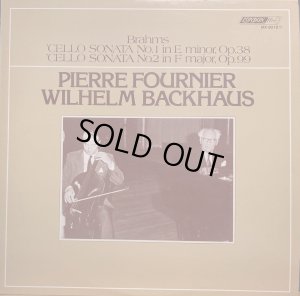 LONDON
Brahms
'CELLO SONATA No.1 in E minor, Op.38
'CELLO SONATA No.2 in F major, Op.99
PIERRE FOURNIER
WILHELM BACKHAUS
SOLD OUT